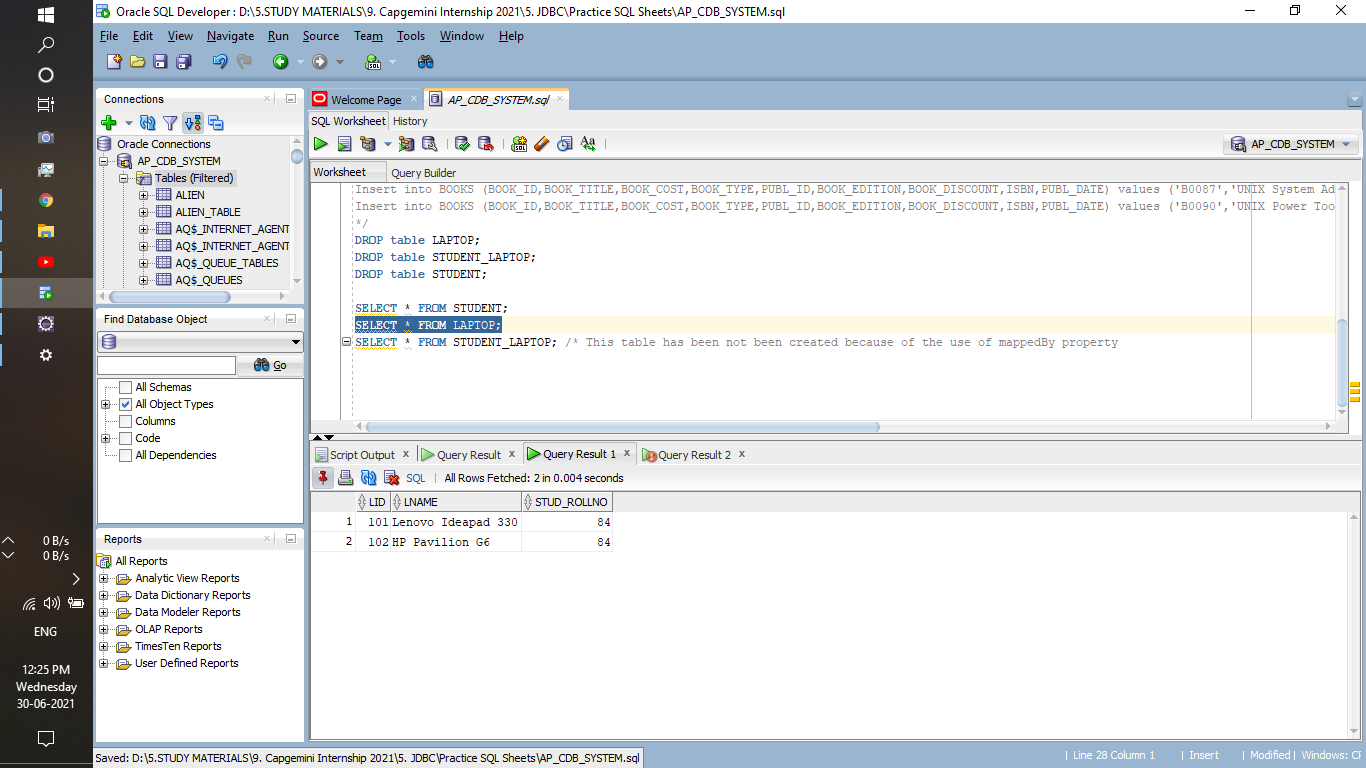 Oracle SQL Developer : D:\5.STUDY MATERIALS\9. Capgemini Internship 2021\5. JDBC\Practice SQL Sheets\AP_CDB_SYSTEM.sql
File Edit View Navigate Run Source Team Tools Window Help
Connections
Oracle Connections
AP_CDB_SYSTEM
Tables (Filtered)
ALIEN
ALIEN_TABLE
AQ$_INTERNET_AGENT
AQ$_INTERNET_AGENT
AQ$_QUEUE_TABLES
AQ$_QUEUES
Find Database Object
Go
All Schemas
All Object Types
Columns
Code
All Dependencies
Reports
All Reports
Analytic View Reports
Data Dictionary Reports
Data Modeler Reports
OLAP Reports
TimesTen Reports
User Defined Reports
Welcome Page AP_CDB_SYSTEM.sql
SQL Worksheet History
AP_CDB_SYSTEM
Worksheet Query Builder
Insert into BOOKS (BOOK_ID,BOOK_TITLE,BOOK_COST,BOOK_TYPE,PUBL_ID,BOOK_EDITION,BOOK_DISCOUNT,ISBN,PUBL_DATE) values ('B0087','UNIX System Ad
Insert into BOOKS (BOOK_ID,BOOK_TITLE,BOOK_COST,BOOK_TYPE,PUBL_ID,BOOK_EDITION,BOOK_DISCOUNT,ISBN,PUBL_DATE) values ('B0090','UNIX Power Too
*/
DROP table LAPTOP;
DROP table STUDENT_LAPTOP;
DROP table STUDENT;
SELECT * FROM STUDENT;
SELECT * FROM LAPTOP;
SELECT * FROM STUDENT_LAPTOP; /* This table has been not been created because of the use of mappedBy property
Script Output Query Result Query Result 1 Query Result 2
SQL All Rows Fetched: 2 in 0.004 seconds
LID LNAME STUD_ROLLNO
1 101 Lenovo Ideapad 330 84
2 102 HP Pavilion G6 84
0 B/s
0 B/s
ENG
12:25 PM
Wednesday
30-06-2021
Saved: D:\5.STUDY MATERIALS\9. Capgemini Internship 2021\5. JDBC\Practice SQL Sheets\AP_CDB_SYSTEM.sql
Line 28 Column 1 Insert Modified Windows: CF